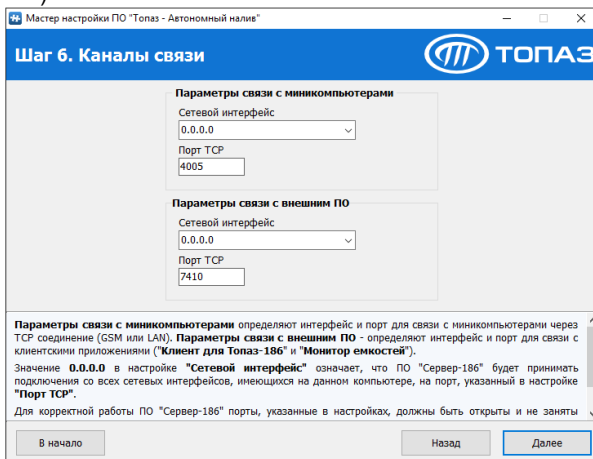 Мастер настройки ПО "Топаз - Автономный налив"
Шаг 6. Каналы связи
ТОПАЗ
Параметры связи с миникомпьютерами
Сетевой интерфейс
0.0.0.0
Порт TCP
4005
Параметры связи с внешним ПО
Сетевой интерфейс
0.0.0.0
Порт TCP
7410
Параметры связи с миникомпьютерами определяют интерфейс и порт для связи с миникомпьютерами через
TCP соединение (GSM или LAN). Параметры связи с внешним ПО - определяют интерфейс и порт для связи с
клиентскими приложениями ("Клиент для Топаз-186" и "Монитор емкостей").
Значение 0.0.0.0 в настройке "Сетевой интерфейс" означает, что ПО "Сервер-186" будет принимать
подключения со всех сетевых интерфейсов, имеющихся на данном компьютере, на порт, указанный в настройке
"Порт TCP".
Для корректной работы ПО "Сервер-186" порты, указанные в настройках, должны быть открыты и не заняты
В начало
Назад
Далее